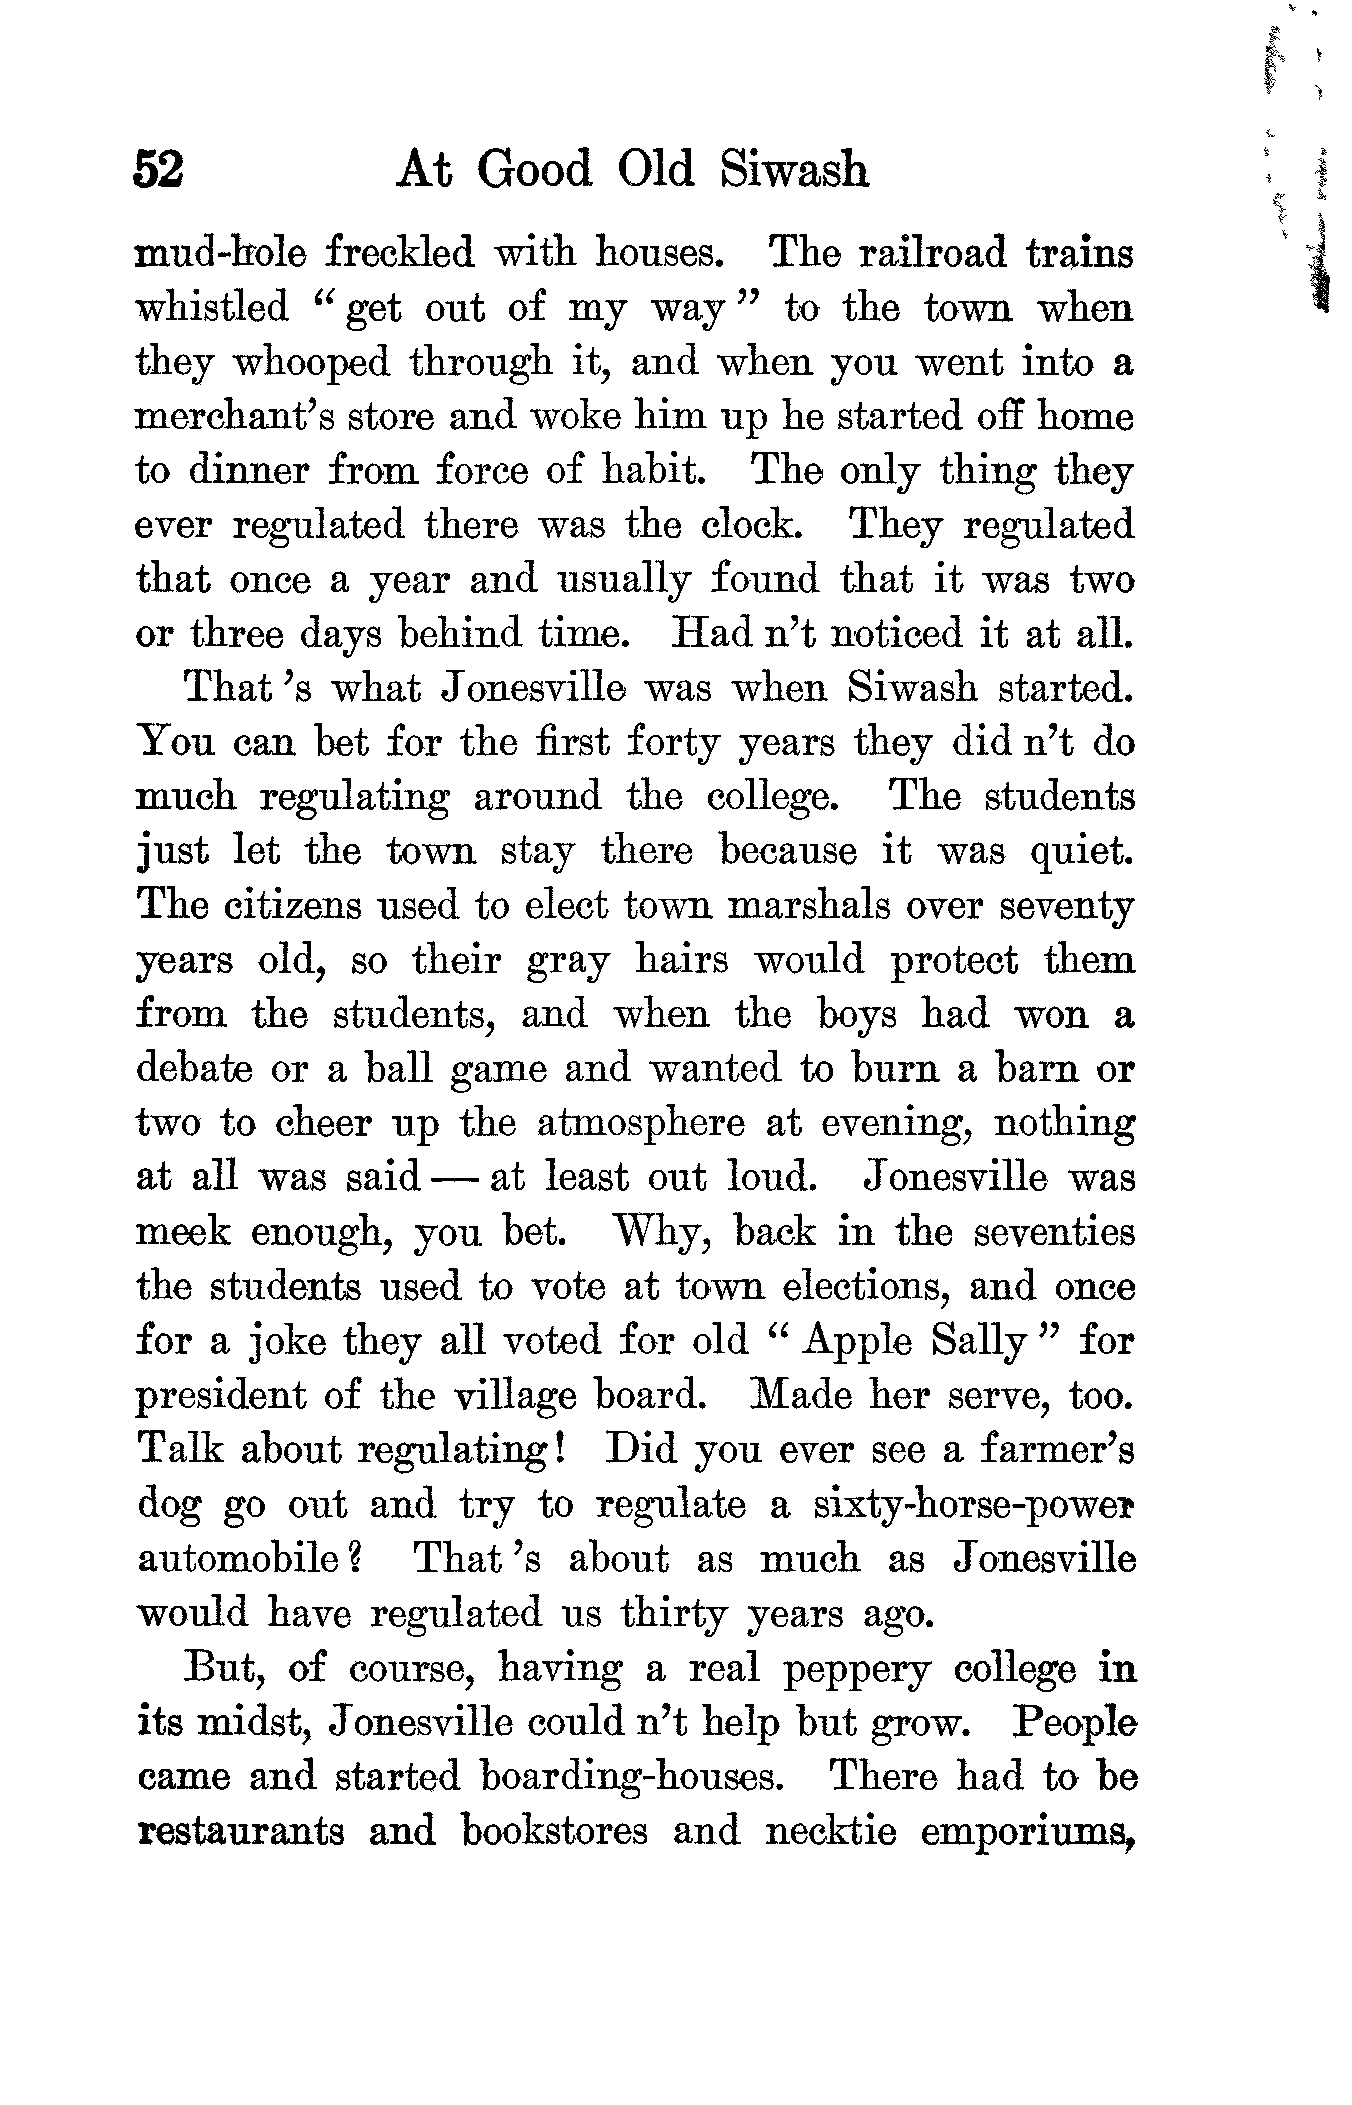 52 At Good Old Siwash
mud-hole freckled with houses. The railroad trains
whistled “ get out of my way ” to the town when
they whooped through it, and when you went into a
merchant’s store and woke him up he started off home
to dinner from force of habit. The only thing they
ever regulated there was the clock. They regulated
that once a year and usually found that it was two
or three days behind time. Had n’t noticed it at all.
That ’s what Jonesville was when Siwash started.
You can bet for the first forty years they did n’t do
much regulating around the college. The students
just let the town stay there because it was quiet.
The citizens used to elect town marshals over seventy
years old, so their gray hairs would protect them
from the students, and when the boys had won a
debate or a ball game and wanted to burn a barn or
two to cheer up the atmosphere at evening, nothing
at all was said — at least out loud. Jonesville was
meek enough, you bet. Why, back in the seventies
the students used to vote at town elections, and once
for a joke they all voted for old “ Apple Sally ” for
president of the village board. Made her serve, too.
Talk about regulating! Did you ever see a farmer’s
dog go out and try to regulate a sixty-horse-power
automobile? That ’s about as much as Jonesville
would have regulated us thirty years ago.
But, of course, having a real peppery college in
its midst, Jonesville could n’t help but grow. People
came and started boarding-houses. There had to be
restaurants and bookstores and necktie emporiums,